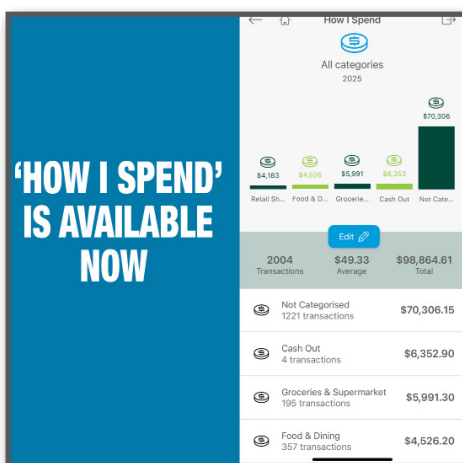 'HOW I SPEND'
IS AVAILABLE
NOW
How I Spend
All categories
2025
$70,306
$4,183 $4,526 $5,991 $6,353
Retail Sh... Food & D... Grocerie... Cash Out Not Cate...
Edit
2004 $49.33 $98,864.61
Transactions Average Total
Not Categorised
1221 transactions
$70,306.15
Cash Out
4 transactions
$6,352.90
Groceries & Supermarket
195 transactions
$5,991.30
Food & Dining
357 transactions
$4,526.20